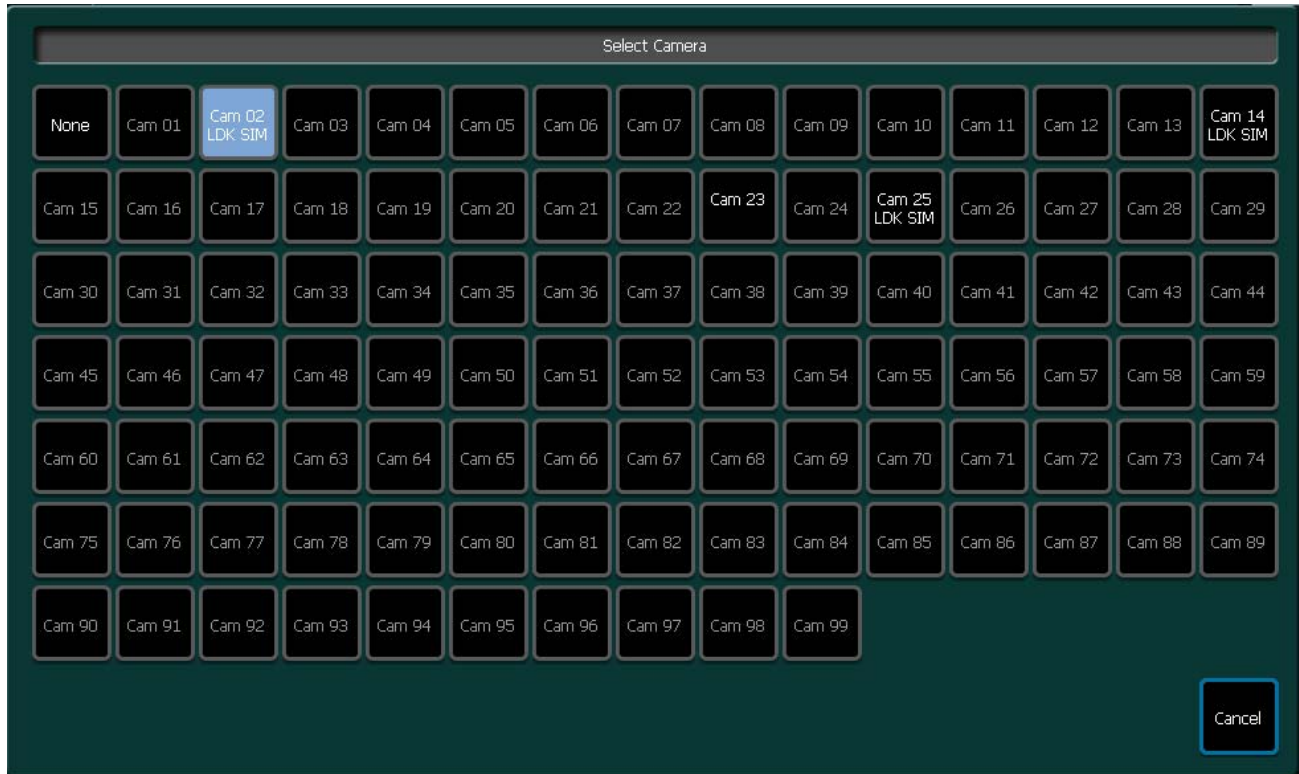 Select Camera
None Cam 01 Cam 02 LDK SIM Cam 03 Cam 04 Cam 05 Cam 06 Cam 07 Cam 08 Cam 09 Cam 10 Cam 11 Cam 12 Cam 13 Cam 14 LDK SIM
Cam 15 Cam 16 Cam 17 Cam 18 Cam 19 Cam 20 Cam 21 Cam 22 Cam 23 Cam 24 Cam 25 LDK SIM Cam 26 Cam 27 Cam 28 Cam 29
Cam 30 Cam 31 Cam 32 Cam 33 Cam 34 Cam 35 Cam 36 Cam 37 Cam 38 Cam 39 Cam 40 Cam 41 Cam 42 Cam 43 Cam 44
Cam 45 Cam 46 Cam 47 Cam 48 Cam 49 Cam 50 Cam 51 Cam 52 Cam 53 Cam 54 Cam 55 Cam 56 Cam 57 Cam 58 Cam 59
Cam 60 Cam 61 Cam 62 Cam 63 Cam 64 Cam 65 Cam 66 Cam 67 Cam 68 Cam 69 Cam 70 Cam 71 Cam 72 Cam 73 Cam 74
Cam 75 Cam 76 Cam 77 Cam 78 Cam 79 Cam 80 Cam 81 Cam 82 Cam 83 Cam 84 Cam 85 Cam 86 Cam 87 Cam 88 Cam 89
Cam 90 Cam 91 Cam 92 Cam 93 Cam 94 Cam 95 Cam 96 Cam 97 Cam 98 Cam 99
Cancel